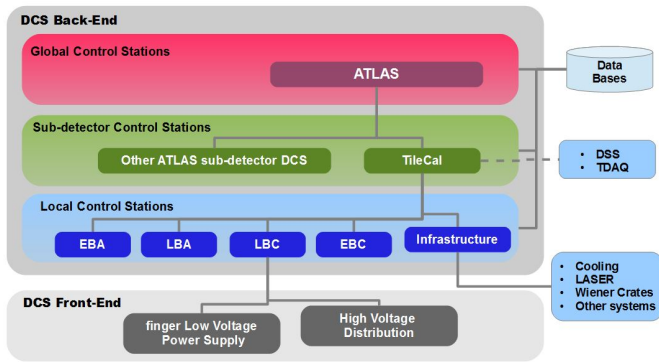 DCS Back-End
Global Control Stations
ATLAS
Data
Bases
Sub-detector Control Stations
Other ATLAS sub-detector DCS
TileCal
• DSS
• TDAQ
Local Control Stations
EBA
LBA
LBC
EBC
Infrastructure
• Cooling
• LASER
• Wiener Crates
• Other systems
DCS Front-End
finger Low Voltage
Power Supply
High Voltage
Distribution